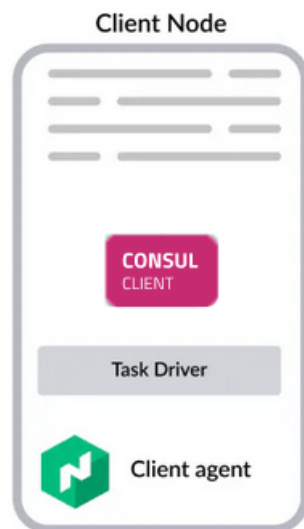 Client Node
CONSUL
CLIENT
Task Driver
Client agent